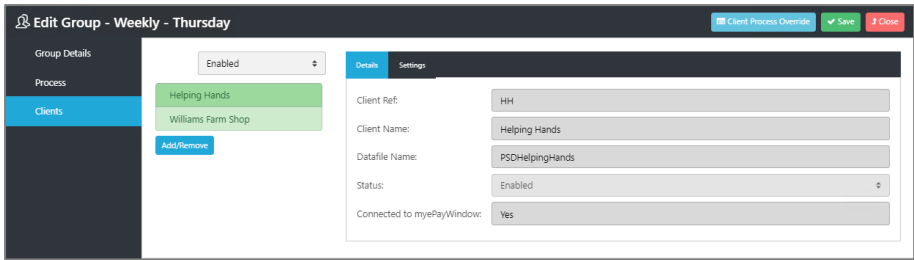 Edit Group - Weekly - Thursday
Client Process Override
Save
Close
Group Details
Process
Clients
Enabled
Helping Hands
Williams Farm Shop
Add/Remove
Details Settings
Client Ref: HH
Client Name: Helping Hands
Datafile Name: PSDHelpingHands
Status: Enabled
Connected to myePayWindow: Yes